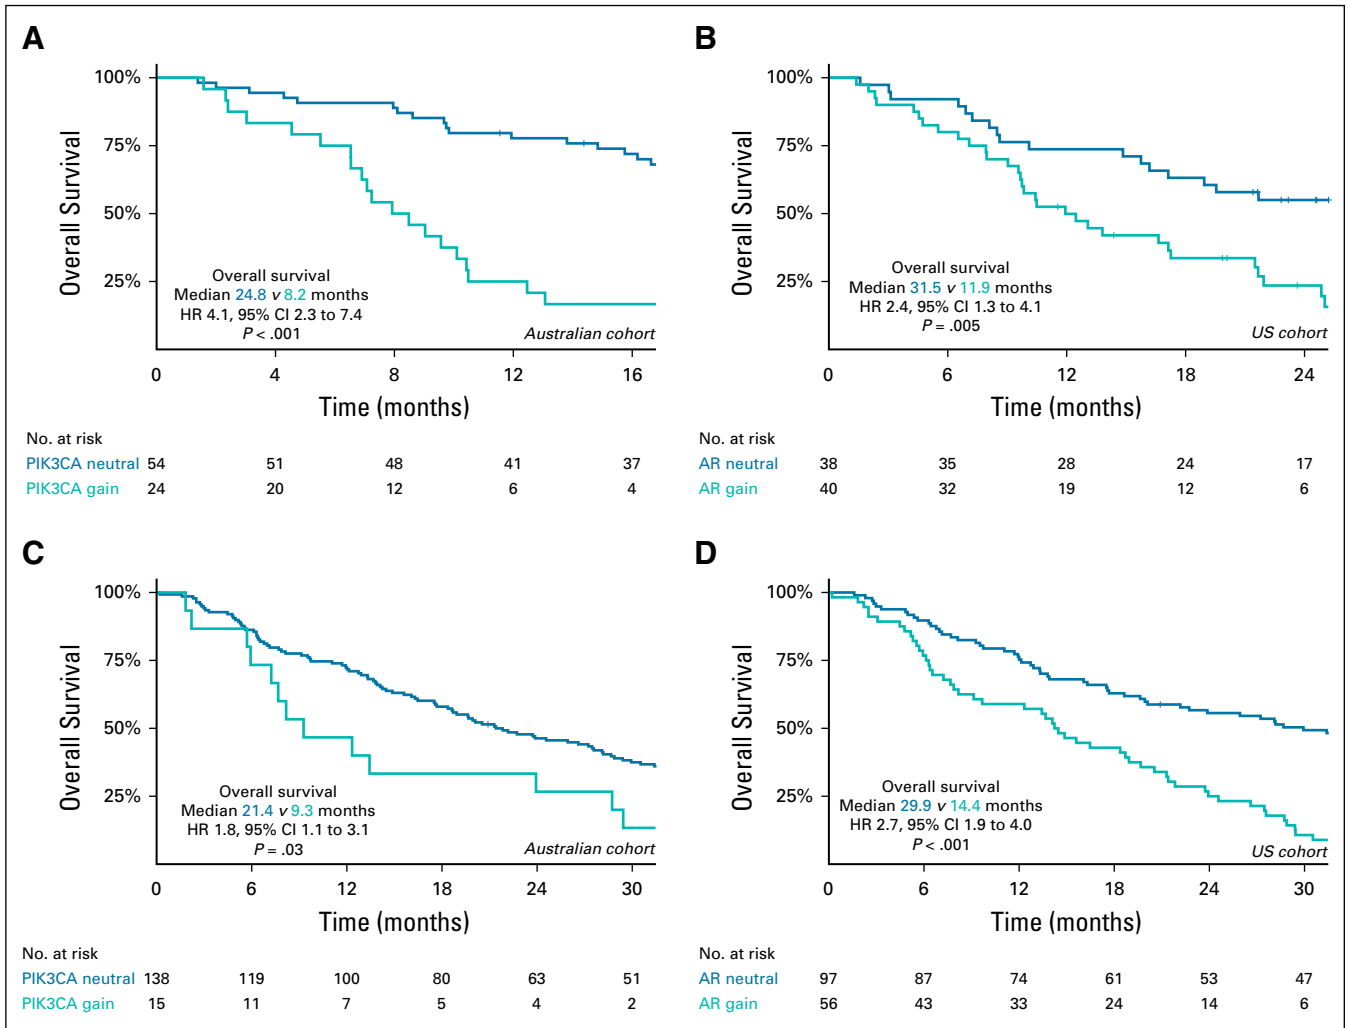 A
Overall Survival
100%
75%
50%
25%
Overall survival
Median 24.8 v 8.2 months
HR 4.1, 95% CI 2.3 to 7.4
P < .001
Australian cohort
0 4 8 12 16
Time (months)
No. at risk
PIK3CA neutral 54 51 48 41 37
PIK3CA gain 24 20 12 6 4
B
Overall Survival
100%
75%
50%
25%
Overall survival
Median 31.5 v 11.9 months
HR 2.4, 95% CI 1.3 to 4.1
P = .005
US cohort
0 6 12 18 24
Time (months)
No. at risk
AR neutral 38 35 28 24 17
AR gain 40 32 19 12 6
C
Overall Survival
100%
75%
50%
25%
Overall survival
Median 21.4 v 9.3 months
HR 1.8, 95% CI 1.1 to 3.1
P = .03
Australian cohort
0 6 12 18 24 30
Time (months)
No. at risk
PIK3CA neutral 138 119 100 80 63 51
PIK3CA gain 15 11 7 5 4 2
D
Overall Survival
100%
75%
50%
25%
Overall survival
Median 29.9 v 14.4 months
HR 2.7, 95% CI 1.9 to 4.0
P < .001
US cohort
0 6 12 18 24 30
Time (months)
No. at risk
AR neutral 97 87 74 61 53 47
AR gain 56 43 33 24 14 6